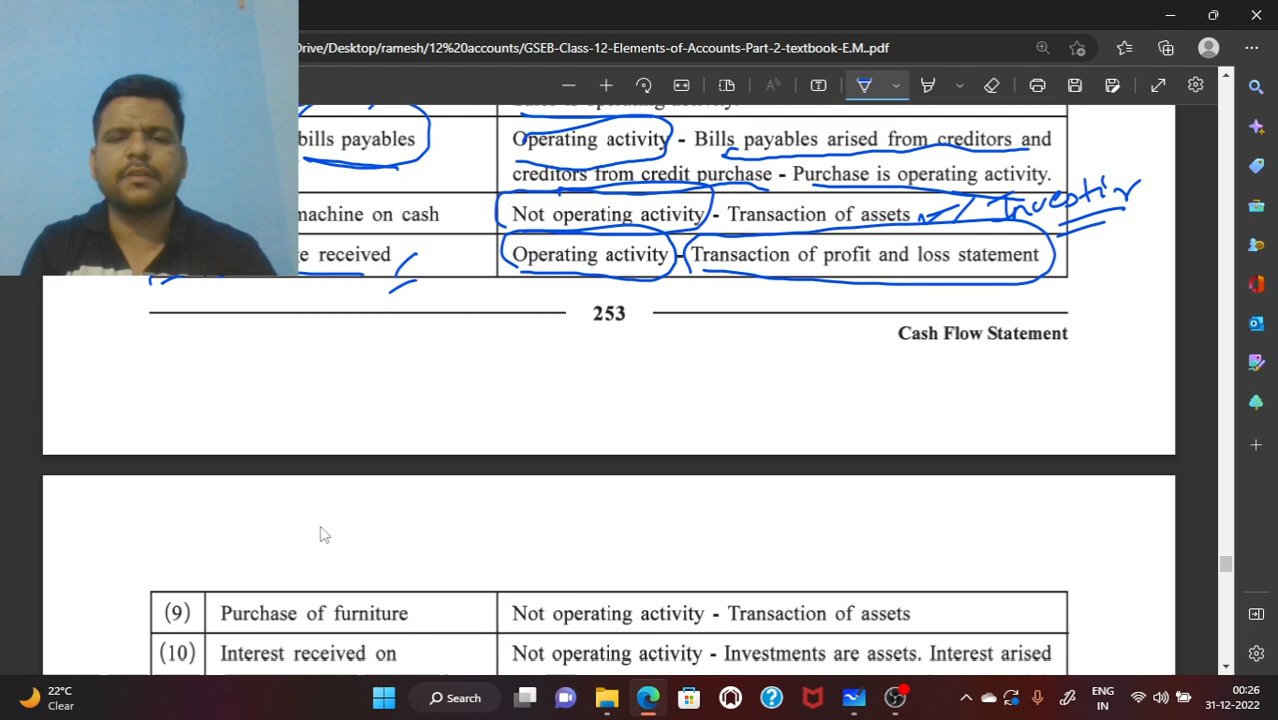 Drive/Desktop/ramesh/12%20accounts/GSEB-Class-12-Elements-of-Accounts-Part-2-textbook-E.M..pdf
bills payables
Operating activity - Bills payables arised from creditors and
creditors from credit purchase - Purchase is operating activity.
machine on cash
Not operating activity - Transaction of assets
Investin
received
Operating activity - Transaction of profit and loss statement
253
Cash Flow Statement
(9) Purchase of furniture Not operating activity - Transaction of assets
(10) Interest received on Not operating activity - Investments are assets. Interest arised
22°C
Clear
Search
ENG
IN
00:26
31-12-2022